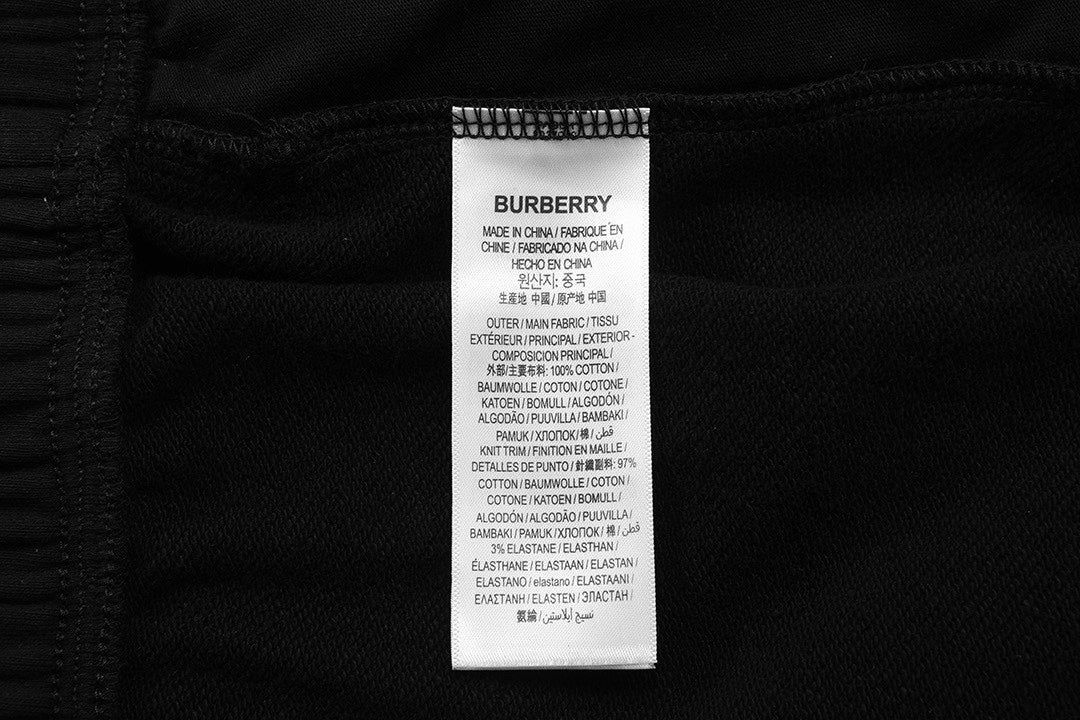 BURBERRY
MADE IN CHINA / FABRIQUE EN
CHINE / FABRICADO NA CHINA /
HECHO EN CHINA
원산지: 중국
生産地 中國 / 原产地 中国
OUTER / MAIN FABRIC / TISSU
EXTÉRIEUR / PRINCIPAL / EXTERIOR -
COMPOSICION PRINCIPAL /
外部/主要布料: 100% COTTON /
BAUMWOLLE / COTON / COTONE /
KATOEN / BOMULL / ALGODÓN /
ALGODÃO / PUUVILLA / BAMBAKI /
PAMUK / ХЛОПОК / 棉 / قطن /
KNIT TRIM / FINITION EN MAILLE /
DETALLES DE PUNTO / 針織副料: 97%
COTTON / BAUMWOLLE / COTON /
COTONE / KATOEN / BOMULL /
ALGODÓN / ALGODÃO / PUUVILLA /
BAMBAKI / PAMUK / ХЛОПОК / 棉 / قطن /
3% ELASTANE / ELASTHAN /
ÉLASTHANE / ELASTAAN / ELASTAN /
ELASTANO / elastano / ELASTAANI /
ΕΛΑΣΤΑΝΗ / ELASTEN / ЭЛАСТАН /
氨綸 / نسيج إيلاستين